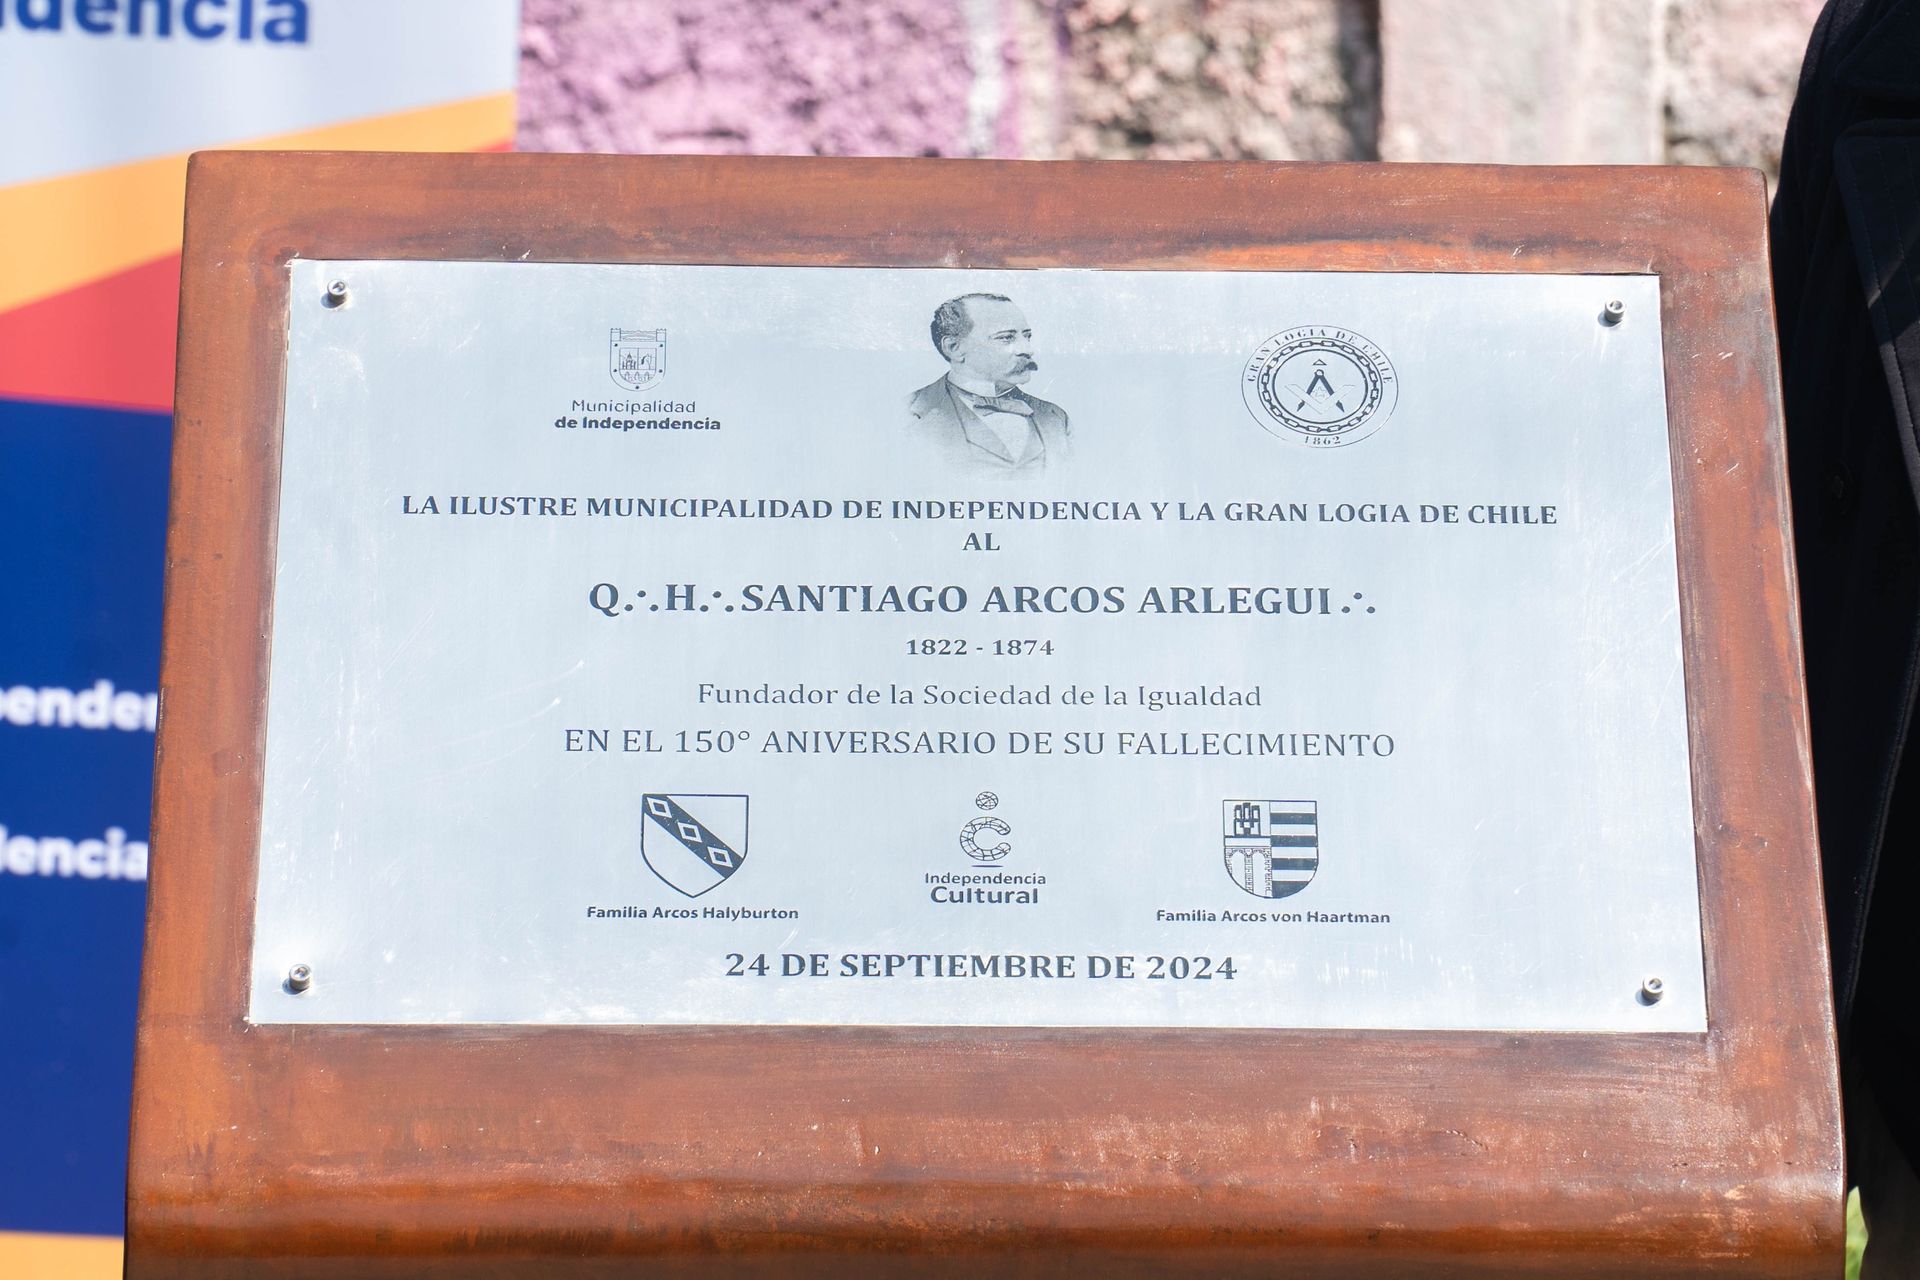 dencia
Municipalidad
de Independencia
GRAN LOGIA DE CHILE
1862
LA ILUSTRE MUNICIPALIDAD DE INDEPENDENCIA Y LA GRAN LOGIA DE CHILE
AL
Q.·.H.·.SANTIAGO ARCOS ARLEGUI.·.
1822 - 1874
Fundador de la Sociedad de la Igualdad
EN EL 150° ANIVERSARIO DE SU FALLECIMIENTO
Familia Arcos Halyburton
Independencia
Cultural
Familia Arcos von Haartman
24 DE SEPTIEMBRE DE 2024
penden
dencia